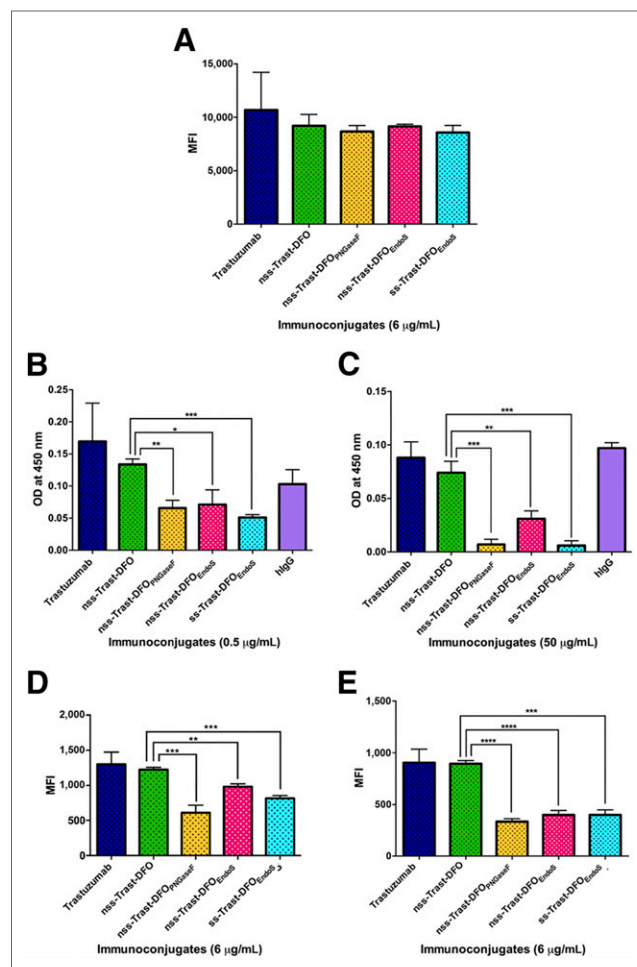 A
15,000
10,000
5,000
0
MFI
Trastuzumab
nss-Trast-DFO
nss-Trast-DFOPNGaseF
nss-Trast-DFOEndoS
ss-Trast-DFOEndoS
Immunoconjugates (6 μg/mL)
B
0.25
0.20
0.15
0.10
0.05
0.00
OD at 450 nm
***
*
**
Trastuzumab
nss-Trast-DFO
nss-Trast-DFOPNGaseF
nss-Trast-DFOEndoS
ss-Trast-DFOEndoS
hIgG
Immunoconjugates (0.5 μg/mL)
C
0.15
0.10
0.05
0.00
OD at 450 nm
***
**
***
Trastuzumab
nss-Trast-DFO
nss-Trast-DFOPNGaseF
nss-Trast-DFOEndoS
ss-Trast-DFOEndoS
hIgG
Immunoconjugates (50 μg/mL)
D
2,000
1,500
1,000
500
0
MFI
***
**
***
Trastuzumab
nss-Trast-DFO
nss-Trast-DFOPNGaseF
nss-Trast-DFOEndoS
ss-Trast-DFOEndoS
Immunoconjugates (6 μg/mL)
E
1,500
1,000
500
0
MFI
***
****
****
Trastuzumab
nss-Trast-DFO
nss-Trast-DFOPNGaseF
nss-Trast-DFOEndoS
ss-Trast-DFOEndoS
Immunoconjugates (6 μg/mL)